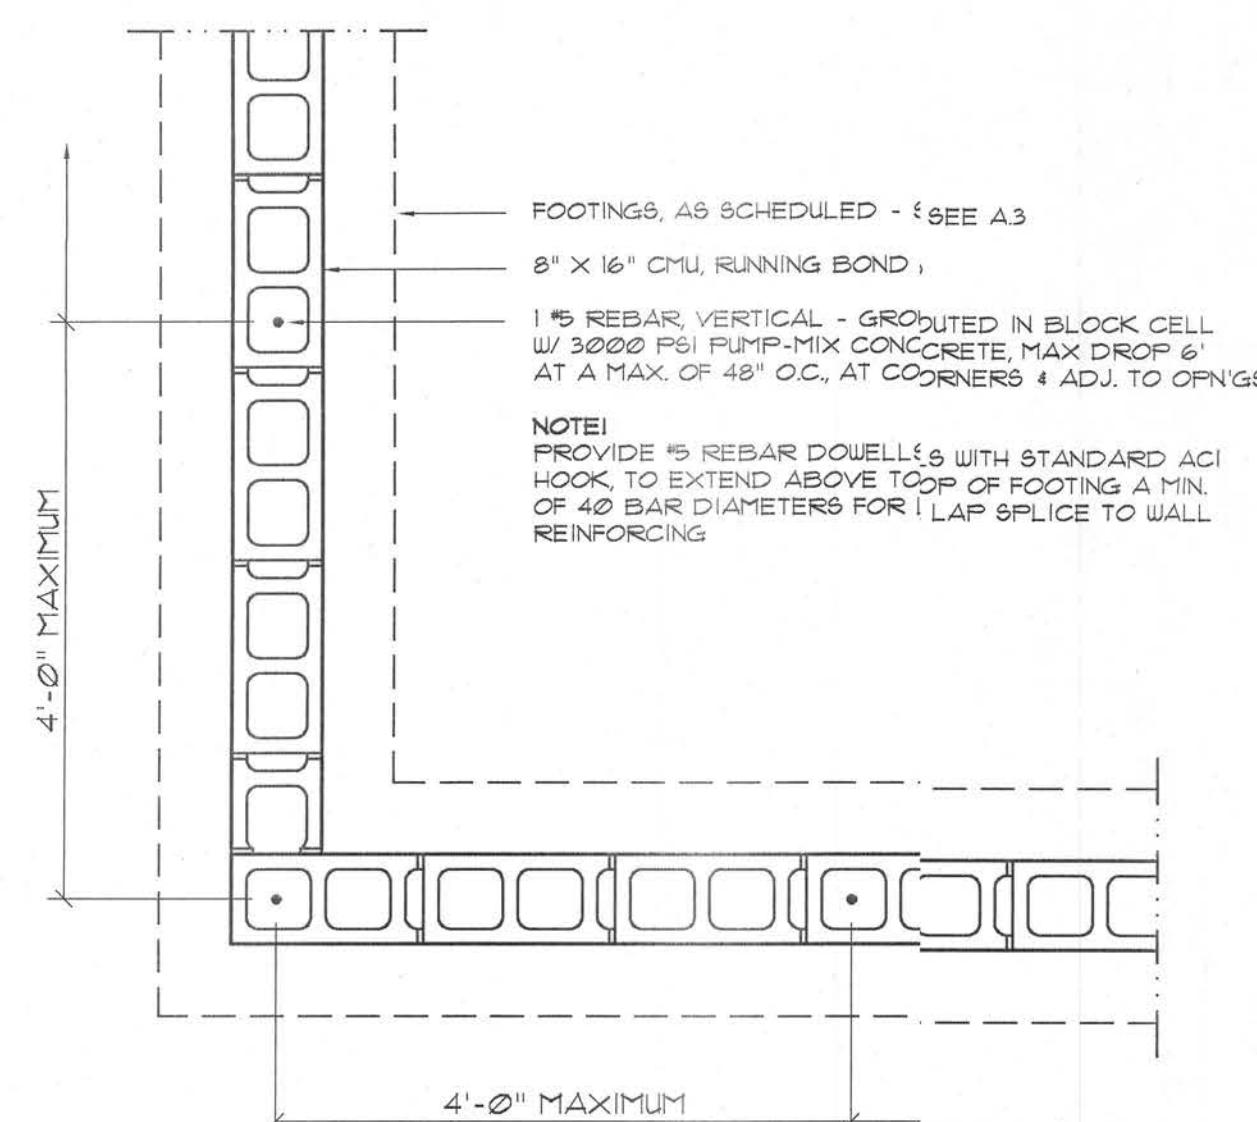 FOOTINGS, AS SCHEDULED - SEE A.3
8" X 16" CMU, RUNNING BOND
1 #5 REBAR, VERTICAL - GROUTED IN BLOCK CELL
W/ 3000 PSI PUMP-MIX CONCRETE, MAX DROP 6'
AT A MAX. OF 48" O.C., AT CORNERS & ADJ. TO OPN'GS
NOTE!
PROVIDE #5 REBAR DOWELLS WITH STANDARD ACI
HOOK, TO EXTEND ABOVE TOP OF FOOTING A MIN.
OF 40 BAR DIAMETERS FOR LAP SPLICE TO WALL
REINFORCING
4'-0" MAXIMUM
4'-0" MAXIMUM